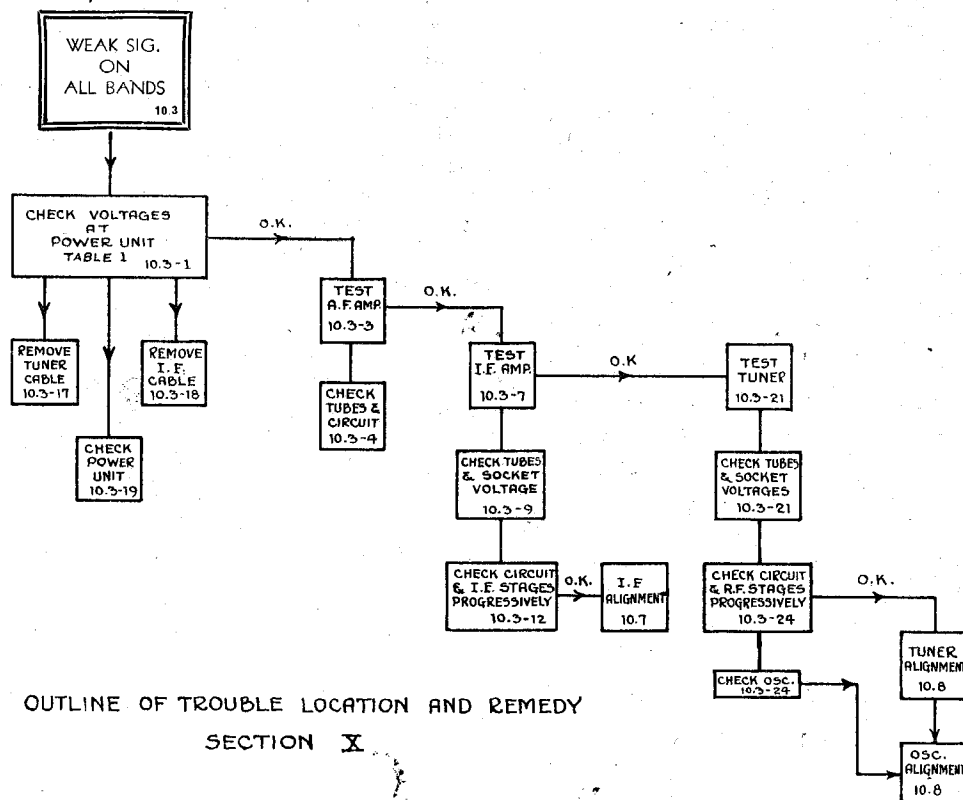 WEAK SIG.
ON
ALL BANDS
10.3
CHECK VOLTAGES
AT
POWER UNIT
TABLE 1 10.3-1
O.K.
REMOVE
TUNER
CABLE
10.3-17
REMOVE
I.F.
CABLE
10.3-18
CHECK
POWER
UNIT
10.3-19
TEST
A.F. AMP.
10.3-3
O.K.
CHECK
TUBES &
CIRCUIT
10.3-4
TEST
I.F. AMP.
10.3-7
O.K
TEST
TUNER
10.3-21
CHECK TUBES
& SOCKET
VOLTAGE
10.3-9
CHECK TUBES
& SOCKET
VOLTAGES
10.3-21
CHECK CIRCUIT
& I.F. STAGES
PROGRESSIVELY
10.3-12
O.K.
I.F
ALIGNMENT
10.7
CHECK CIRCUIT
& R.F. STAGES
PROGRESSIVELY
10.3-24
O.K.
CHECK OSC.
10.3-24
TUNER
ALIGNMENT
10.8
OSC.
ALIGNMENT
10.8
OUTLINE OF TROUBLE LOCATION AND REMEDY
SECTION X